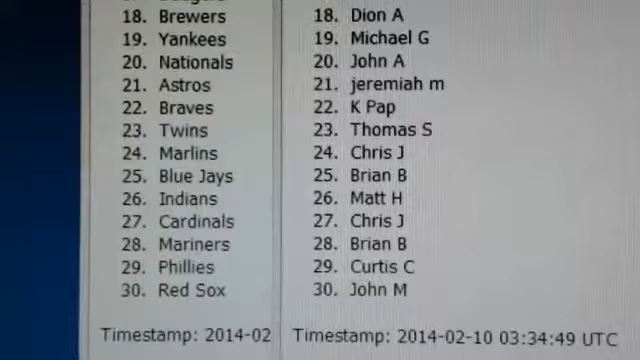 18. Brewers
19. Yankees
20. Nationals
21. Astros
22. Braves
23. Twins
24. Marlins
25. Blue Jays
26. Indians
27. Cardinals
28. Mariners
29. Phillies
30. Red Sox
Timestamp: 2014-02
18. Dion A
19. Michael G
20. John A
21. jeremiah m
22. K Pap
23. Thomas S
24. Chris J
25. Brian B
26. Matt H
27. Chris J
28. Brian B
29. Curtis C
30. John M
Timestamp: 2014-02-10 03:34:49 UTC